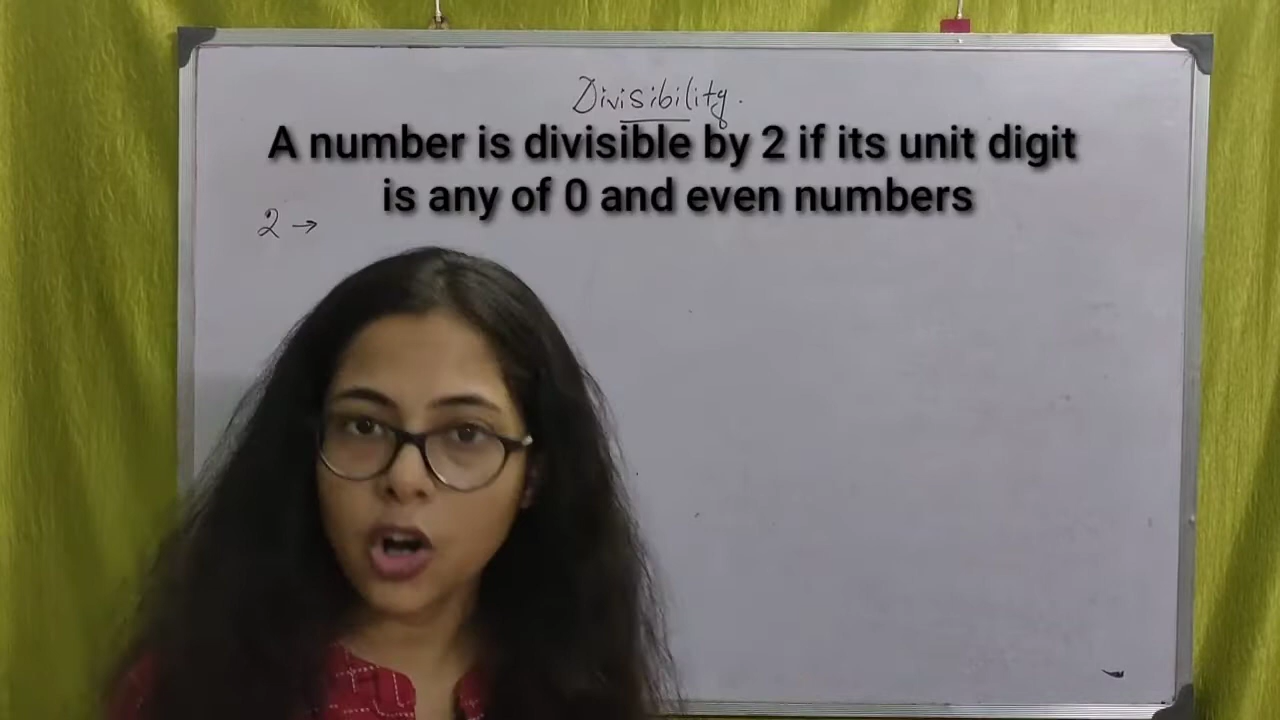 Divisibility.
A number is divisible by 2 if its unit digit
is any of 0 and even numbers
2 →